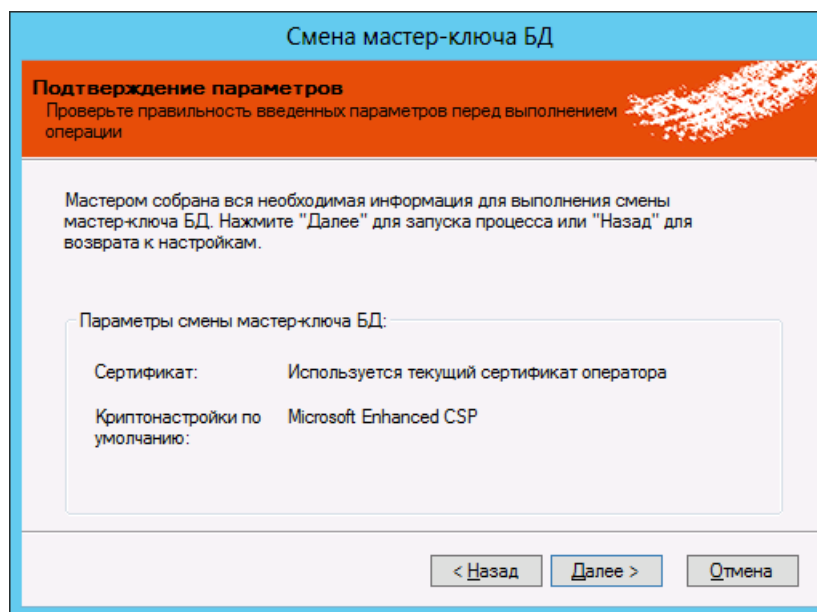 Смена мастер-ключа БД
Подтверждение параметров
Проверьте правильность введенных параметров перед выполнением
операции
Мастером собрана вся необходимая информация для выполнения смены
мастер-ключа БД. Нажмите "Далее" для запуска процесса или "Назад" для
возврата к настройкам.
Параметры смены мастер-ключа БД:
Сертификат: Используется текущий сертификат оператора
Криптонастройки по Microsoft Enhanced CSP
умолчанию:
< Назад Далее > Отмена